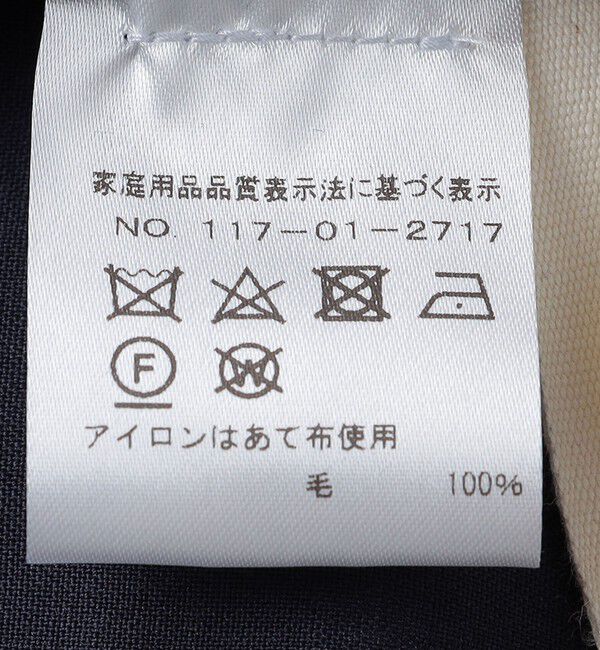 家庭用品品質表示法に基づく表示
NO. 117-01-2717
F W
アイロンはあて布使用
毛 100%